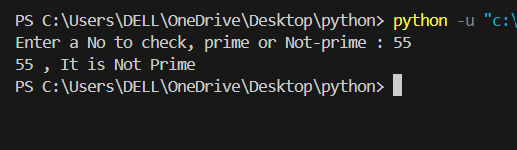 PS C:\Users\DELL\OneDrive\Desktop\python> python -u "c:\
Enter a No to check, prime or Not-prime : 55
55 , It is Not Prime
PS C:\Users\DELL\OneDrive\Desktop\python>